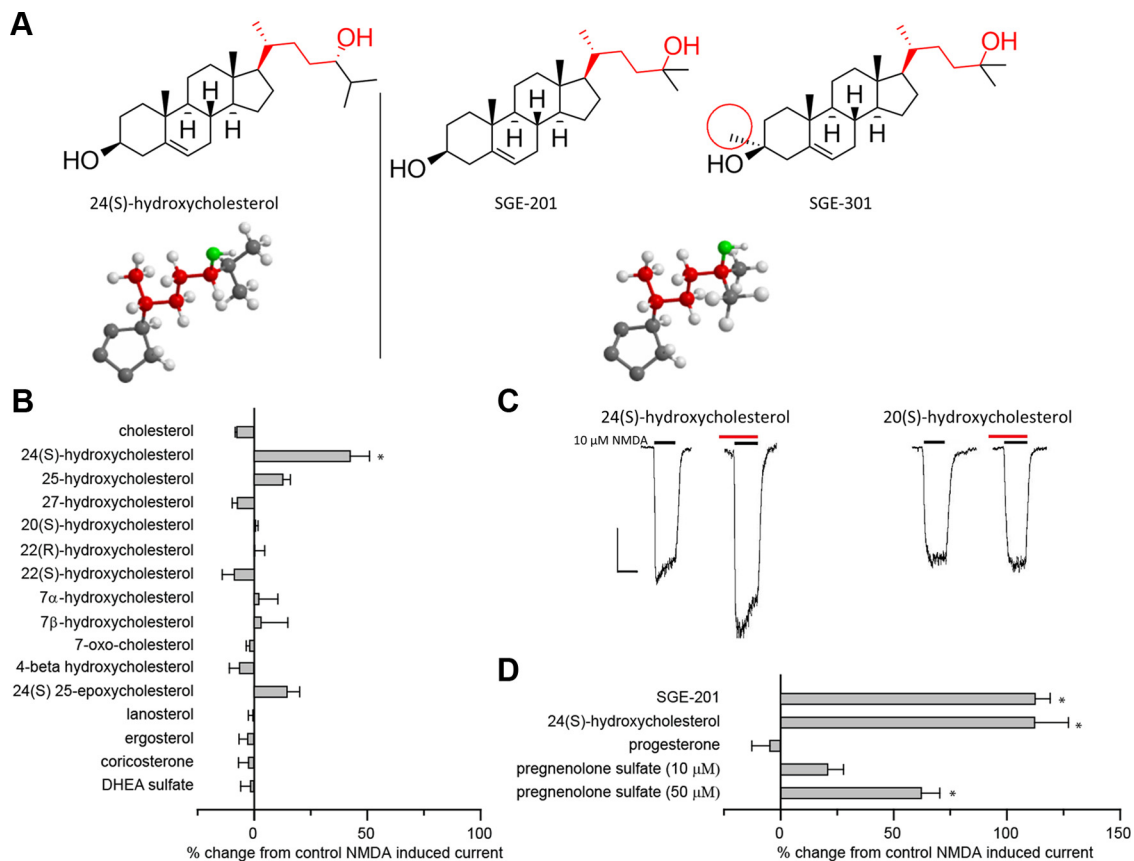 A
OH
OH
OH
H
H
H
H
H
H
H
H
H
HO
HO
HO
24(S)-hydroxycholesterol
SGE-201
SGE-301
B
cholesterol
24(S)-hydroxycholesterol
*
25-hydroxycholesterol
27-hydroxycholesterol
20(S)-hydroxycholesterol
22(R)-hydroxycholesterol
22(S)-hydroxycholesterol
7α-hydroxycholesterol
7β-hydroxycholesterol
7-oxo-cholesterol
4-beta hydroxycholesterol
24(S) 25-epoxycholesterol
lanosterol
ergosterol
coricosterone
DHEA sulfate
0 50 100
% change from control NMDA induced current
C
24(S)-hydroxycholesterol
20(S)-hydroxycholesterol
10 µM NMDA
D
SGE-201
*
24(S)-hydroxycholesterol
*
progesterone
pregnenolone sulfate (10 µM)
pregnenolone sulfate (50 µM)
*
0 50 100 150
% change from control NMDA induced current